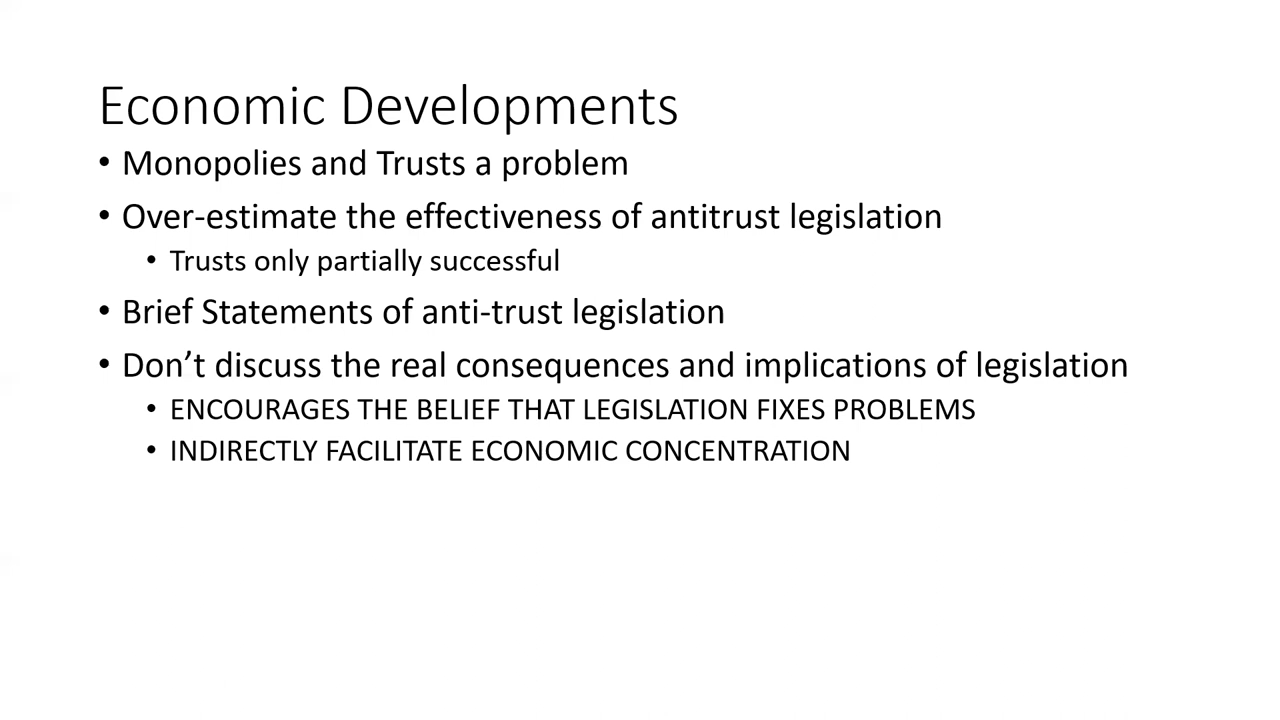 Economic Developments
• Monopolies and Trusts a problem
• Over-estimate the effectiveness of antitrust legislation
• Trusts only partially successful
• Brief Statements of anti-trust legislation
• Don’t discuss the real consequences and implications of legislation
• ENCOURAGES THE BELIEF THAT LEGISLATION FIXES PROBLEMS
• INDIRECTLY FACILITATE ECONOMIC CONCENTRATION